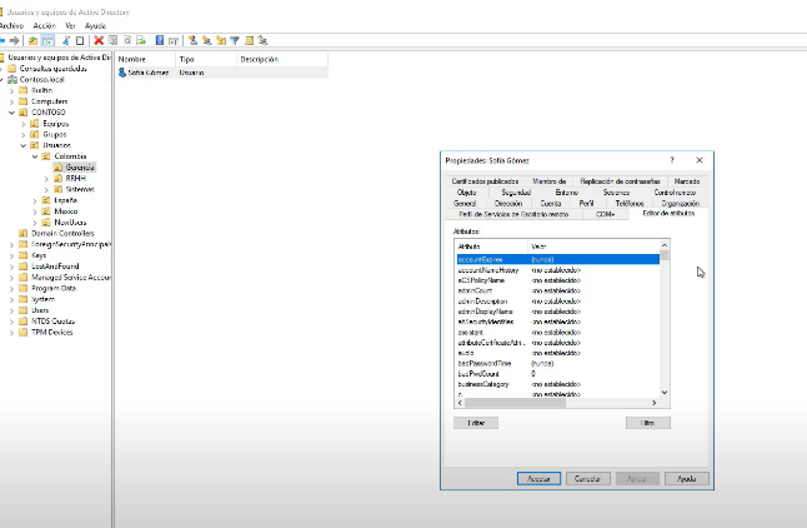 Usuarios y equipos de Active Directory
Archivo Acción Ver Ayuda
Usuarios y equipos de Active Dir
Consultas guardadas
Contoso.local
Builtin
Computers
CONTOSO
Equipos
Grupos
Usuarios
Colombia
Gerencia
RRHH
Sistemas
España
Mexico
NewUsers
Domain Controllers
ForeignSecurityPrincipals
Keys
LostAndFound
Managed Service Accoun
Program Data
System
Users
NTDS Quotas
TPM Devices
Nombre Tipo Descripción
Sofía Gómez Usuario
Propiedades: Sofía Gómez ? ×
Certificados publicados Miembro de Replicación de contraseñas Marcado
Objeto Seguridad Entorno Sesiones Control remoto
General Dirección Cuenta Perfil Teléfonos Organización
Perfil de Servicios de Escritorio remoto COM+ Editor de atributos
Atributos:
Atributo Valor
accountExpires (nunca)
accountNameHistory <no establecido>
aCSPolicyName <no establecido>
adminCount <no establecido>
adminDescription <no establecido>
adminDisplayName <no establecido>
altSecurityIdentities <no establecido>
assistant <no establecido>
attributeCertificateAttri... <no establecido>
audio <no establecido>
badPasswordTime (nunca)
badPwdCount 0
businessCategory <no establecido>
c <no establecido>
Editar Filtro
Aceptar Cancelar Aplicar Ayuda